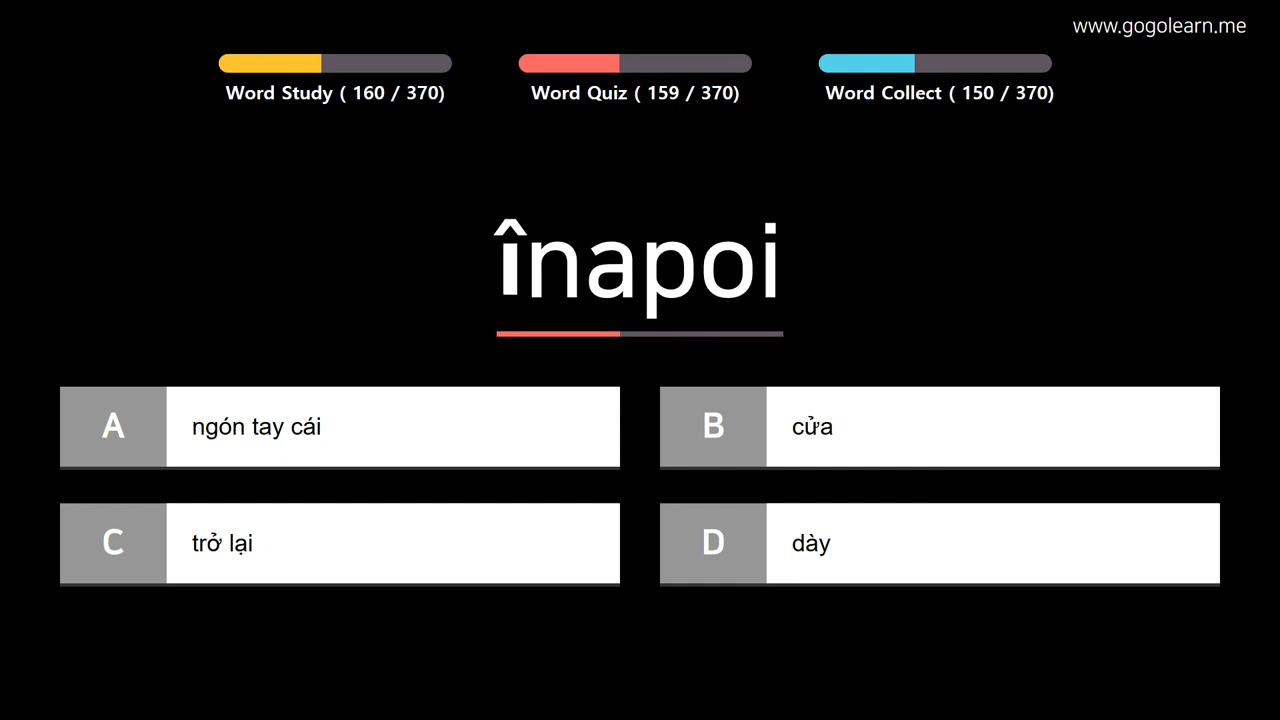 www.gogolearn.me
Word Study ( 160 / 370)
Word Quiz ( 159 / 370)
Word Collect ( 150 / 370)
înapoi
A ngón tay cái
B cửa
C trở lại
D dày